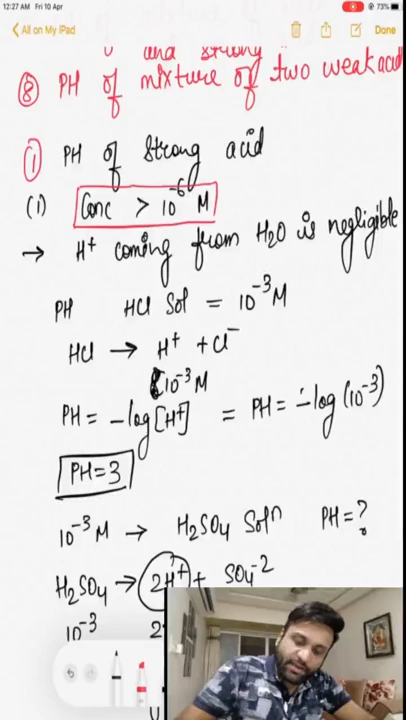 12:27 AM Fri 10 Apr 73%
All on My iPad Done
and strong
⑧ PH of mixture of two weak acid
① PH of Strong acid
(1) Conc > 10⁻⁶ M
→ H⁺ coming from H2O is negligible
PH HCl Sol = 10⁻³ M
HCl → H⁺ + Cl⁻
10⁻³ M
PH = -log[H⁺] = PH = -log(10⁻³)
PH=3
10⁻³ M → H₂SO₄ Solⁿ PH=?
H₂SO₄ → 2H⁺ + SO₄⁻²
10⁻³ 2